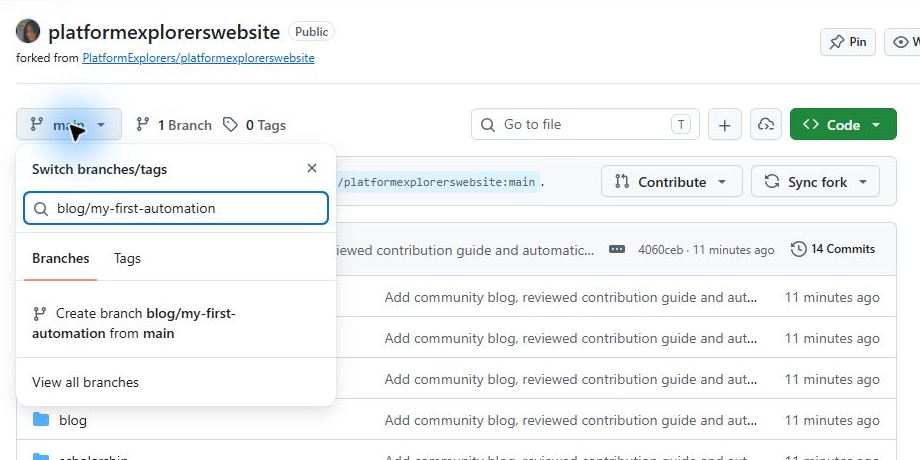 platformexplorerswebsite Public
forked from PlatformExplorers/platformexplorerswebsite
Pin
main
1 Branch
0 Tags
Go to file
T
Code
Switch branches/tags
blog/my-first-automation
Branches
Tags
Create branch blog/my-first-
automation from main
View all branches
/platformexplorerswebsite:main .
Contribute
Sync fork
iewed contribution guide and automatic...
4060ceb · 11 minutes ago
14 Commits
Add community blog, reviewed contribution guide and aut...
11 minutes ago
Add community blog, reviewed contribution guide and aut...
11 minutes ago
Add community blog, reviewed contribution guide and aut...
11 minutes ago
blog
Add community blog, reviewed contribution guide and aut...
11 minutes ago